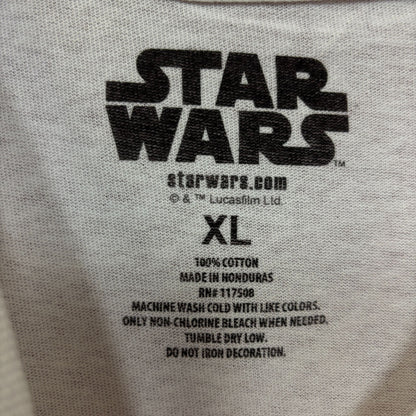 STAR
WARS™
starwars.com
© & ™ Lucasfilm Ltd.
XL
100% COTTON
MADE IN HONDURAS
RN# 117508
MACHINE WASH COLD WITH LIKE COLORS.
ONLY NON-CHLORINE BLEACH WHEN NEEDED.
TUMBLE DRY LOW.
DO NOT IRON DECORATION.